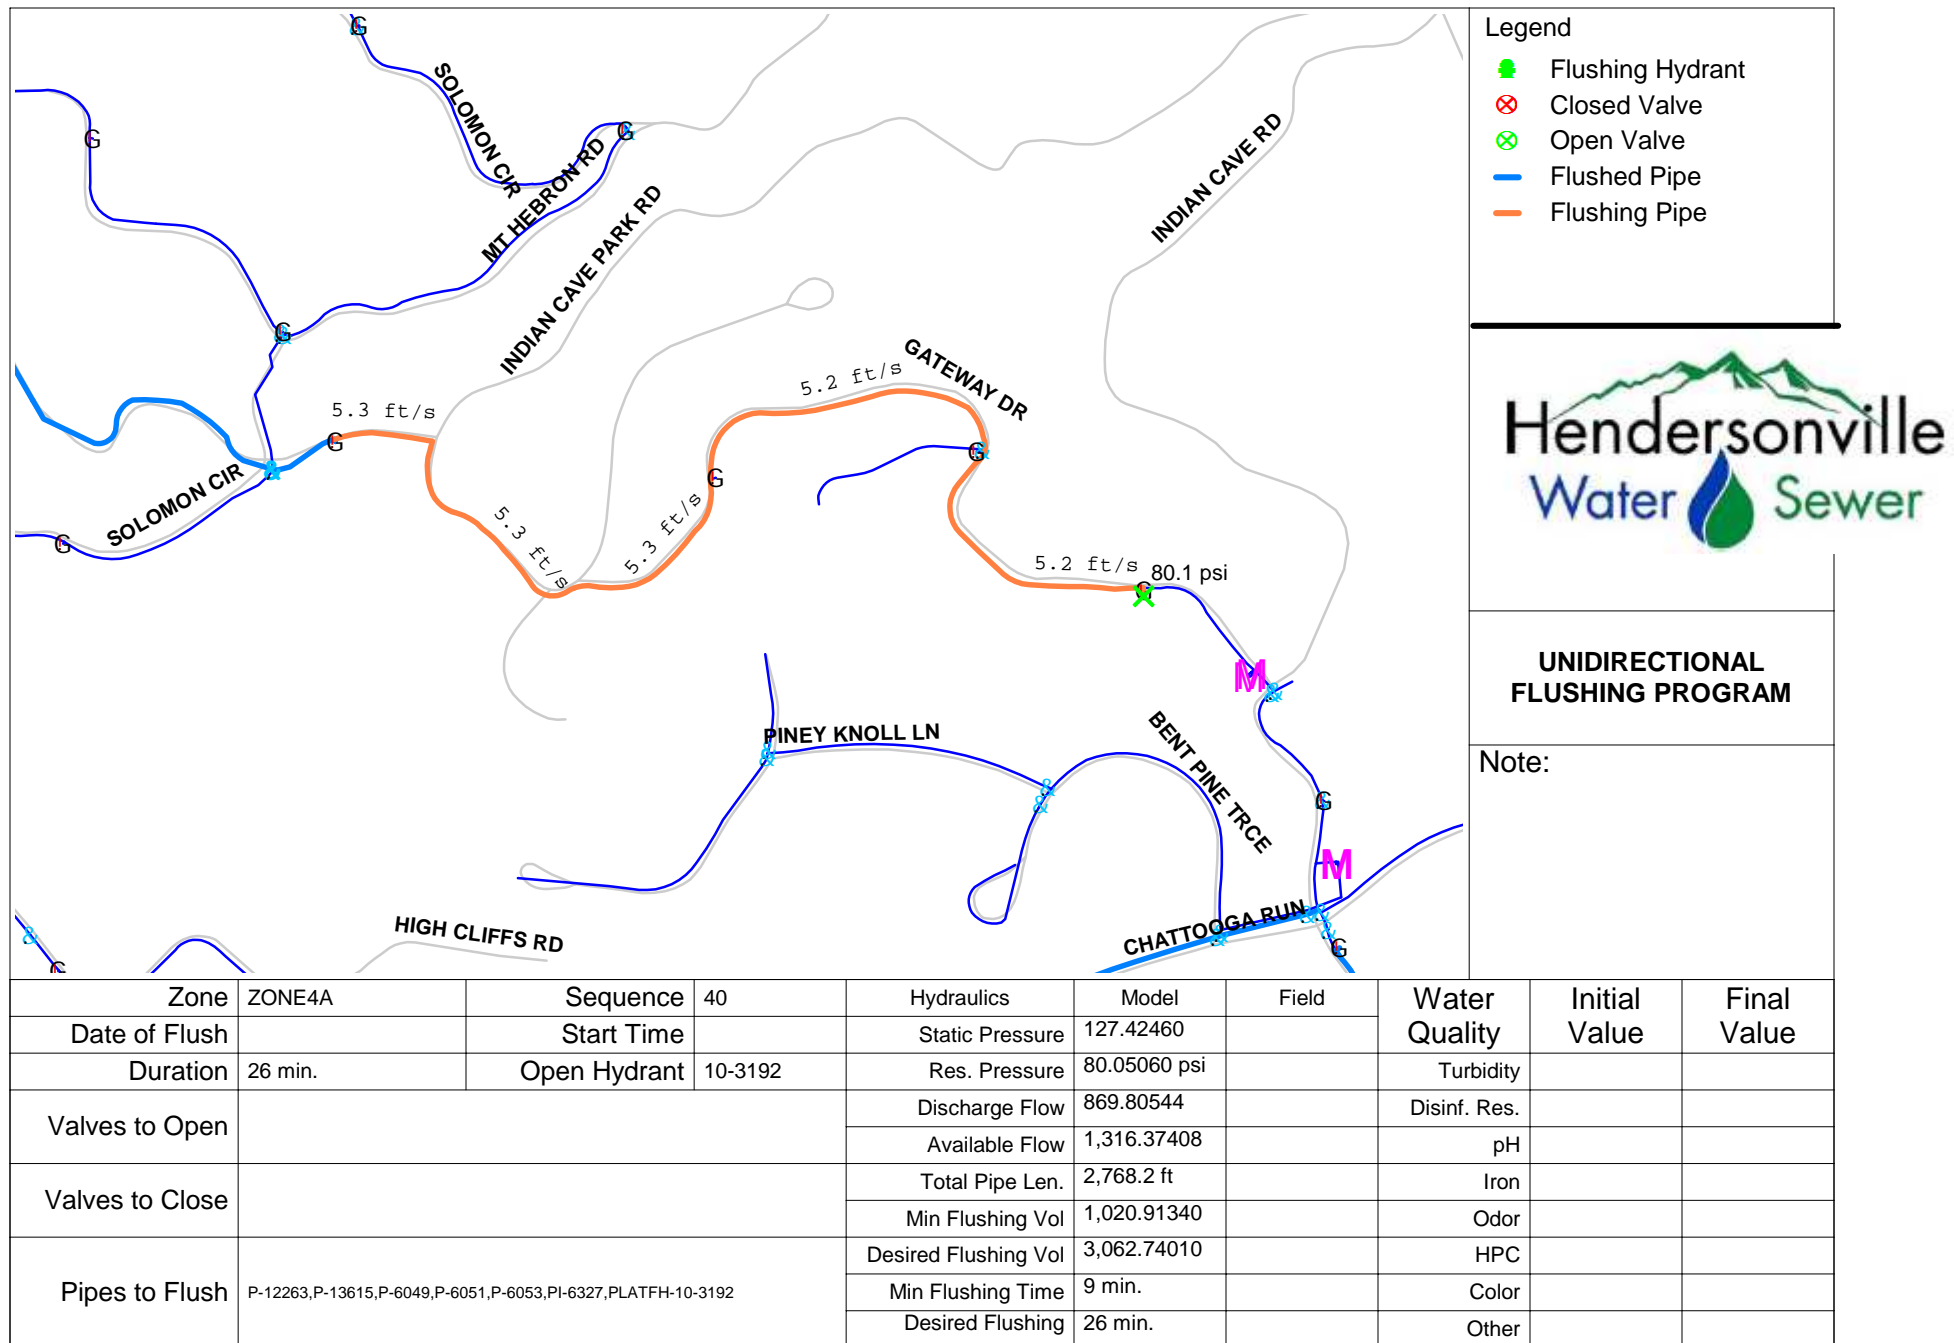 SOLOMON CIR
MT HEBRON RD
INDIAN CAVE PARK RD
INDIAN CAVE RD
GATEWAY DR
5.2 ft/s
5.3 ft/s
SOLOMON CIR
5.3 ft/s
5.3 ft/s
5.2 ft/s
80.1 psi
PINEY KNOLL LN
BENT PINE TRCE
HIGH CLIFFS RD
CHATTOOGA RUN
G
G
G
G
G
G
G
G
G
G
G
G
M
M
M
&
&
&
&
&
&
&
&
Legend
Flushing Hydrant
Closed Valve
Open Valve
Flushed Pipe
Flushing Pipe
Hendersonville
Water Sewer
UNIDIRECTIONAL
FLUSHING PROGRAM
Note:
Zone ZONE4A Sequence 40
Date of Flush Start Time
Duration 26 min. Open Hydrant 10-3192
Valves to Open
Valves to Close
Pipes to Flush P-12263,P-13615,P-6049,P-6051,P-6053,PI-6327,PLATFH-10-3192
Hydraulics Model Field
Static Pressure 127.42460
Res. Pressure 80.05060 psi
Discharge Flow 869.80544
Available Flow 1,316.37408
Total Pipe Len. 2,768.2 ft
Min Flushing Vol 1,020.91340
Desired Flushing Vol 3,062.74010
Min Flushing Time 9 min.
Desired Flushing 26 min.
Water Quality Initial Value Final Value
Turbidity
Disinf. Res.
pH
Iron
Odor
HPC
Color
Other